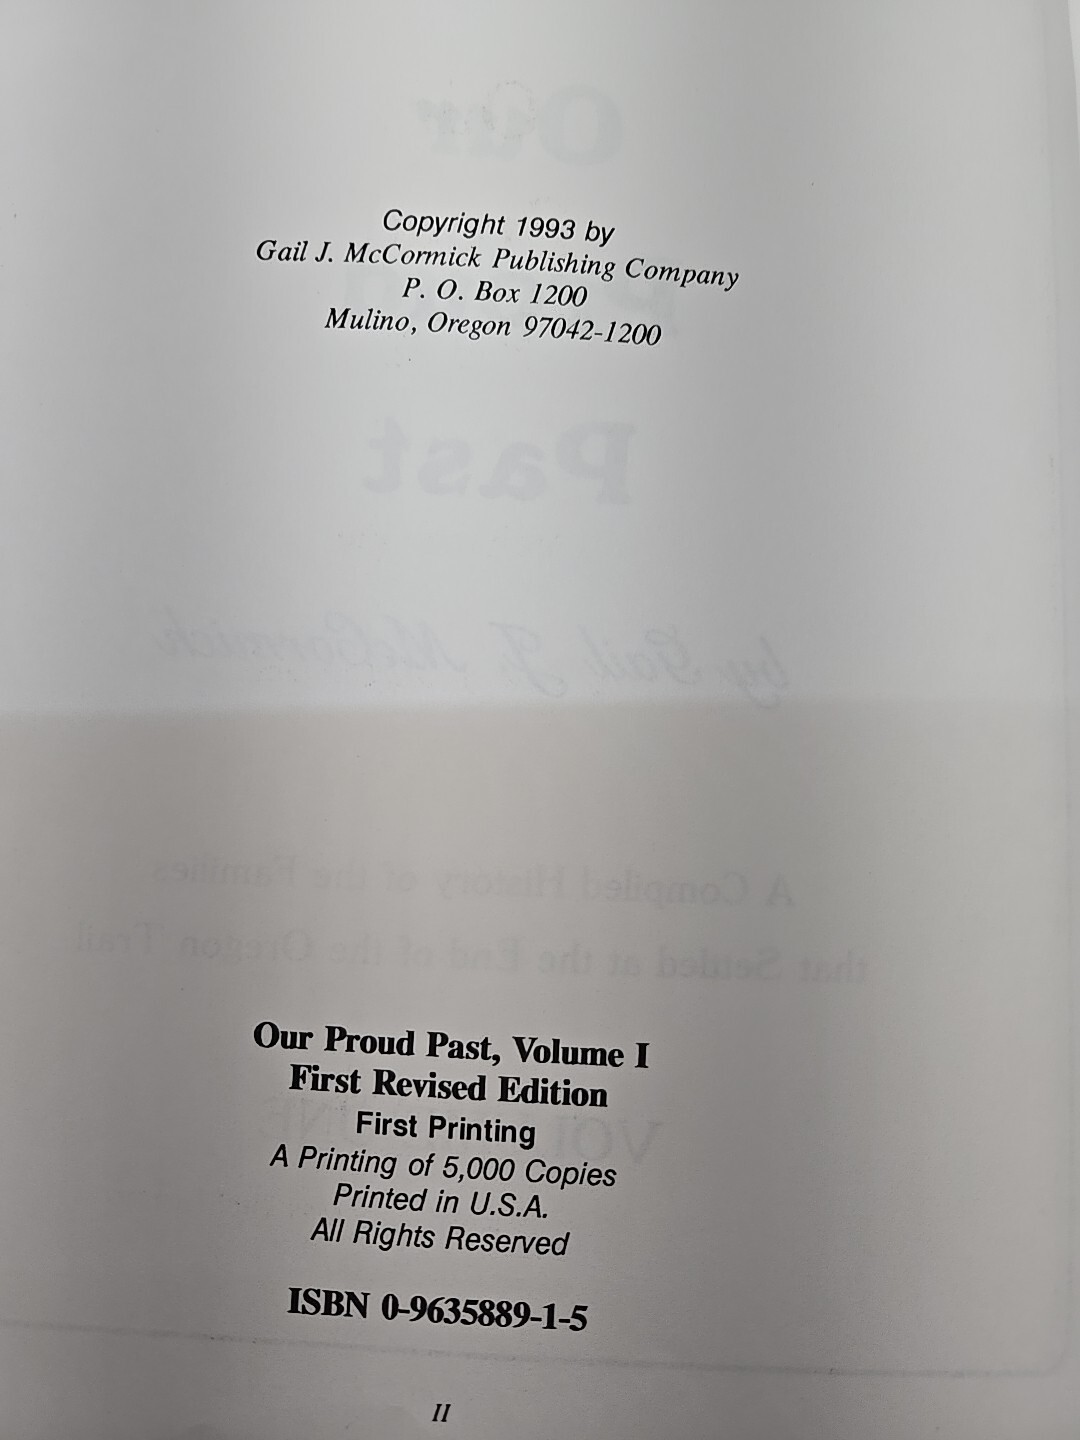 Copyright 1993 by
Gail J. McCormick Publishing Company
P. O. Box 1200
Mulino, Oregon 97042-1200
Our Proud Past, Volume I
First Revised Edition
First Printing
A Printing of 5,000 Copies
Printed in U.S.A.
All Rights Reserved
ISBN 0-9635889-1-5
II